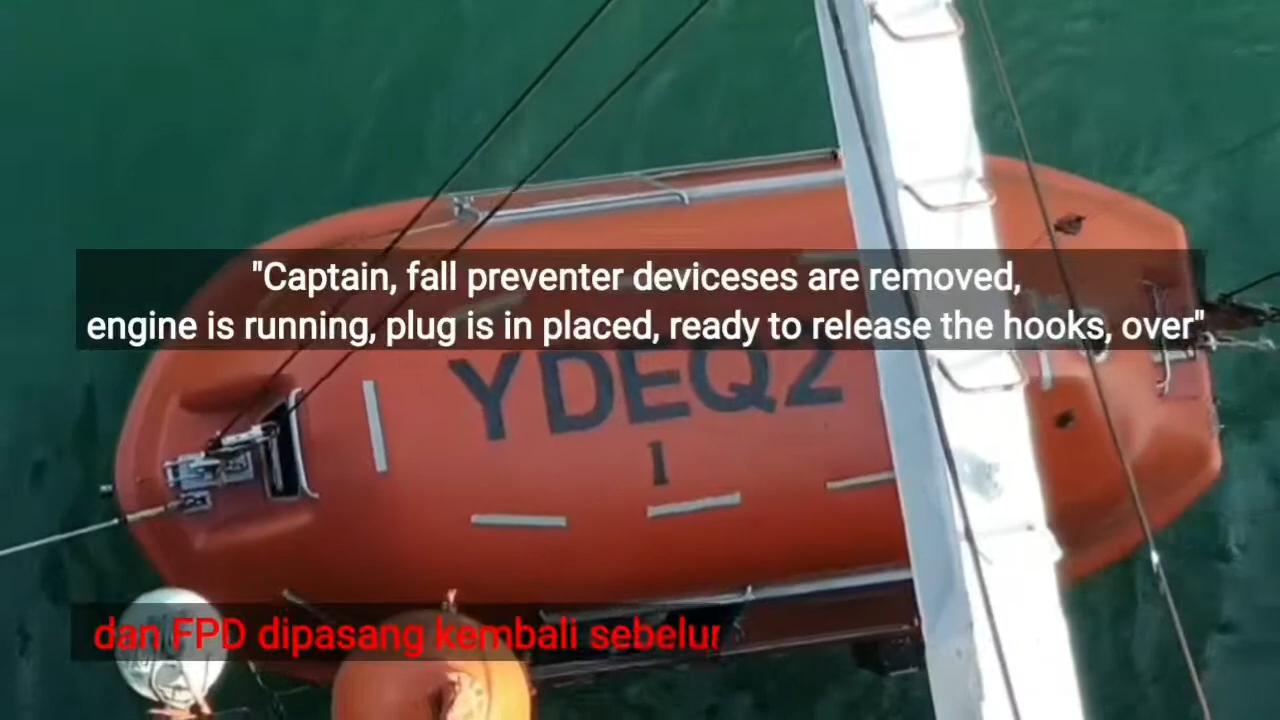 "Captain, fall preventer deviceses are removed,
engine is running, plug is in placed, ready to release the hooks, over"
YDEQ2
1
dan FPD dipasang kembali